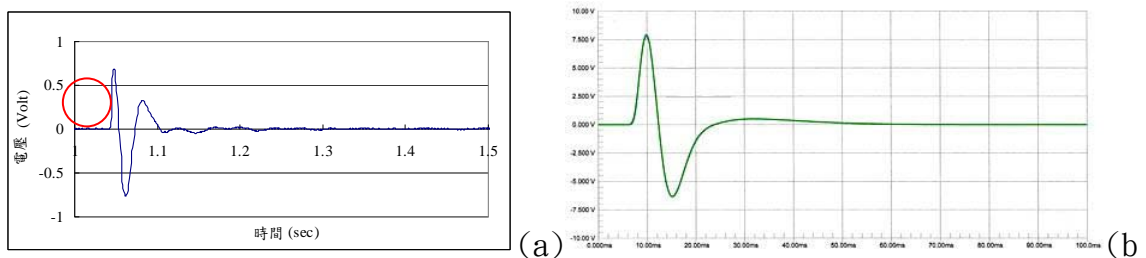 1
0.5
0
-0.5
-1
電壓 (Volt)
1
1.1
1.2
1.3
1.4
1.5
時間 (sec)
(a)
10.00 V
7.500 V
5.000 V
2.500 V
0.000 V
-2.500 V
-5.000 V
-7.500 V
-10.00 V
0.000ms
10.00ms
20.00ms
30.00ms
40.00ms
50.00ms
60.00ms
70.00ms
80.00ms
90.00ms
100.0ms
(b